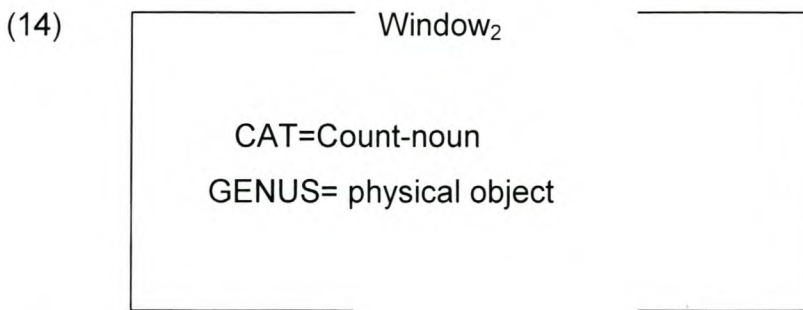 (14) Window₂
CAT=Count-noun
GENUS= physical object